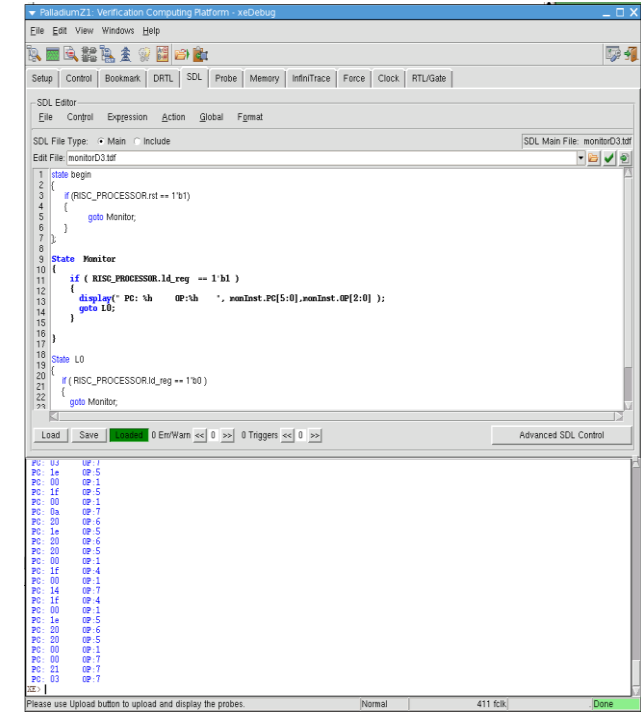 PalladiumZ1: Verification Computing Platform - xeDebug
File Edit View Windows Help
Setup Control Bookmark DRTL SDL Probe Memory InfiniTrace Force Clock RTL/Gate
SDL Editor
File Control Expression Action Global Format
SDL File Type: Main Include SDL Main File: monitorD3.tdf
Edit File: monitorD3.tdf
1 state begin
2 {
3 if (RISC_PROCESSOR.rst == 1'b1)
4 {
5 goto Monitor;
6 }
7 };
8
9 State Monitor
10 {
11 if ( RISC_PROCESSOR.ld_reg == 1'b1 )
12 {
13 display(" PC: %h OP:%h ", monInst.PC[5:0],monInst.OP[2:0] );
14 goto L0;
15 }
16
17 }
18
19 State L0
20 {
21 if ( RISC_PROCESSOR.ld_reg == 1'b0 )
22 {
23 goto Monitor;
Load Save Loaded 0 Err/Warn << 0 >> 0 Triggers << 0 >> Advanced SDL Control
PC: 03 OP:7
PC: 1e OP:5
PC: 00 OP:1
PC: 1f OP:5
PC: 00 OP:1
PC: 0a OP:7
PC: 20 OP:6
PC: 1e OP:5
PC: 20 OP:6
PC: 20 OP:5
PC: 00 OP:1
PC: 1f OP:4
PC: 00 OP:1
PC: 14 OP:7
PC: 1f OP:4
PC: 00 OP:1
PC: 1e OP:5
PC: 20 OP:6
PC: 20 OP:5
PC: 00 OP:1
PC: 00 OP:7
PC: 21 OP:7
PC: 03 OP:7
XE>
Please use Upload button to upload and display the probes. Normal 411 fclk Done